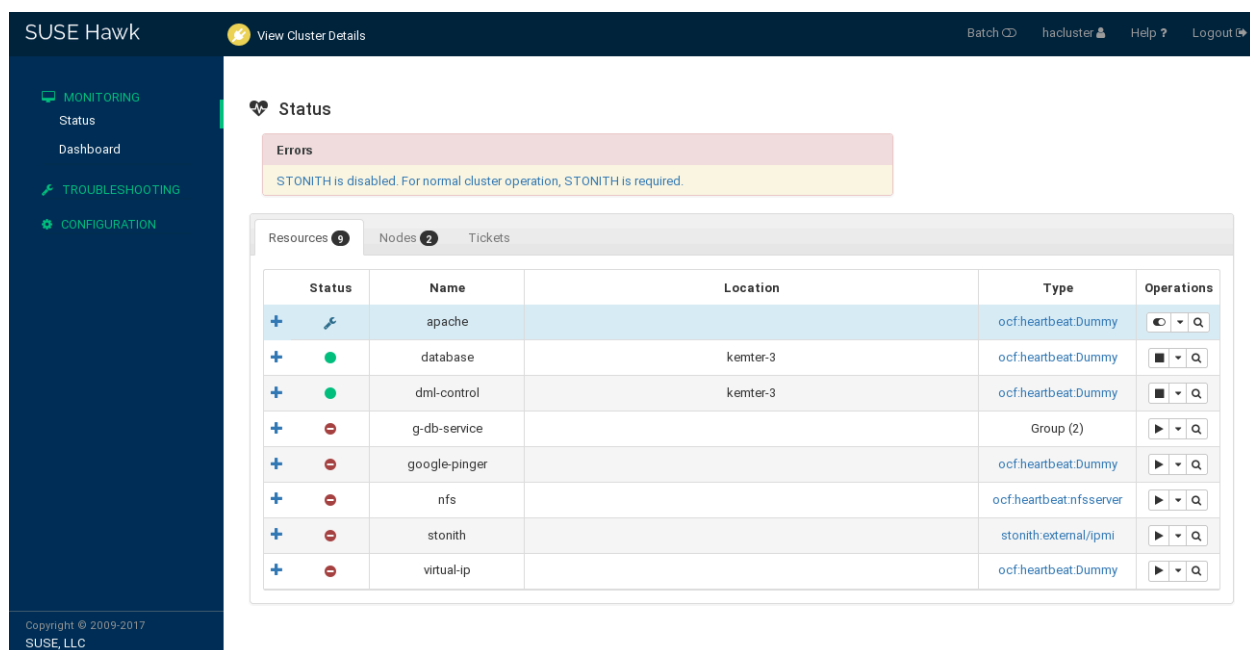 SUSE Hawk
View Cluster Details
Batch hacluster Help ? Logout
MONITORING
Status
Dashboard
TROUBLESHOOTING
CONFIGURATION
Status
Errors
STONITH is disabled. For normal cluster operation, STONITH is required.
Resources 9 Nodes 2 Tickets
Status Name Location Type Operations
apache ocf:heartbeat:Dummy
database kemter-3 ocf:heartbeat:Dummy
dml-control kemter-3 ocf:heartbeat:Dummy
g-db-service Group (2)
google-pinger ocf:heartbeat:Dummy
nfs ocf:heartbeat:nfsserver
stonith stonith:external/ipmi
virtual-ip ocf:heartbeat:Dummy
Copyright © 2009-2017
SUSE, LLC